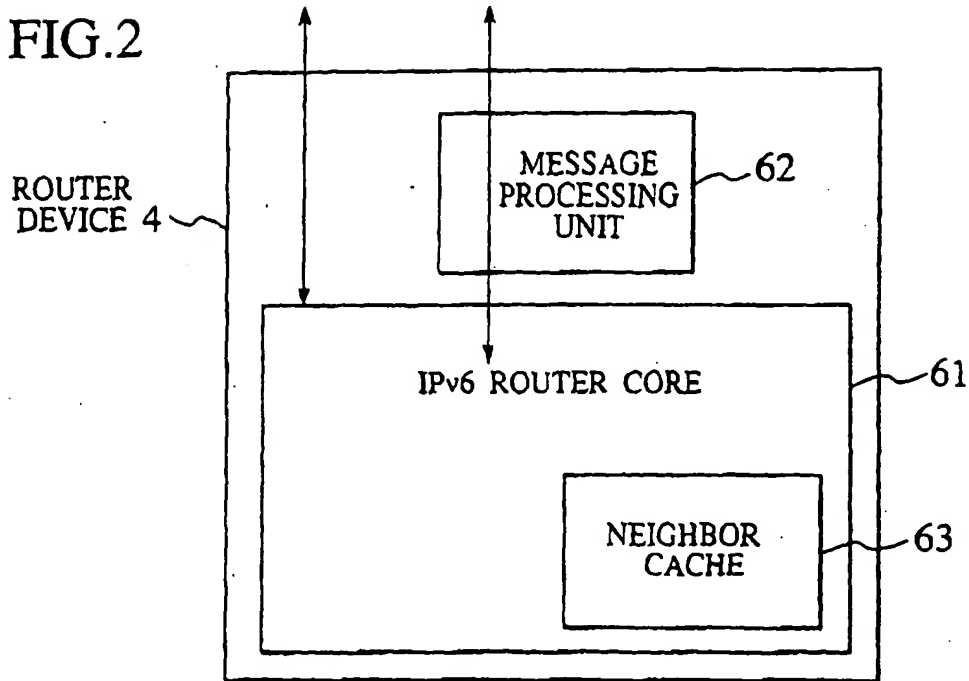 FIG.2
ROUTER
DEVICE 4
MESSAGE
PROCESSING
UNIT
62
IPv6 ROUTER CORE
61
NEIGHBOR
CACHE
63